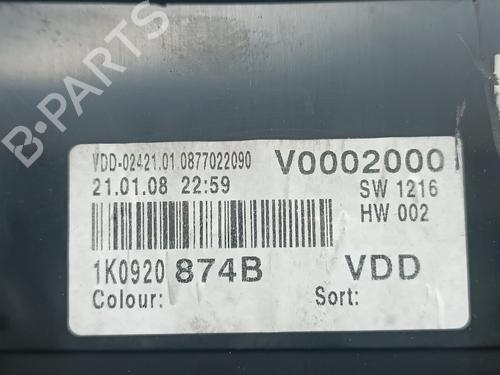 B-PARTS
VDD-02421.01.0877022090 V0002000
21.01.08 22:59 SW 1216
HW 002
1K0920 874B VDD
Colour: Sort: